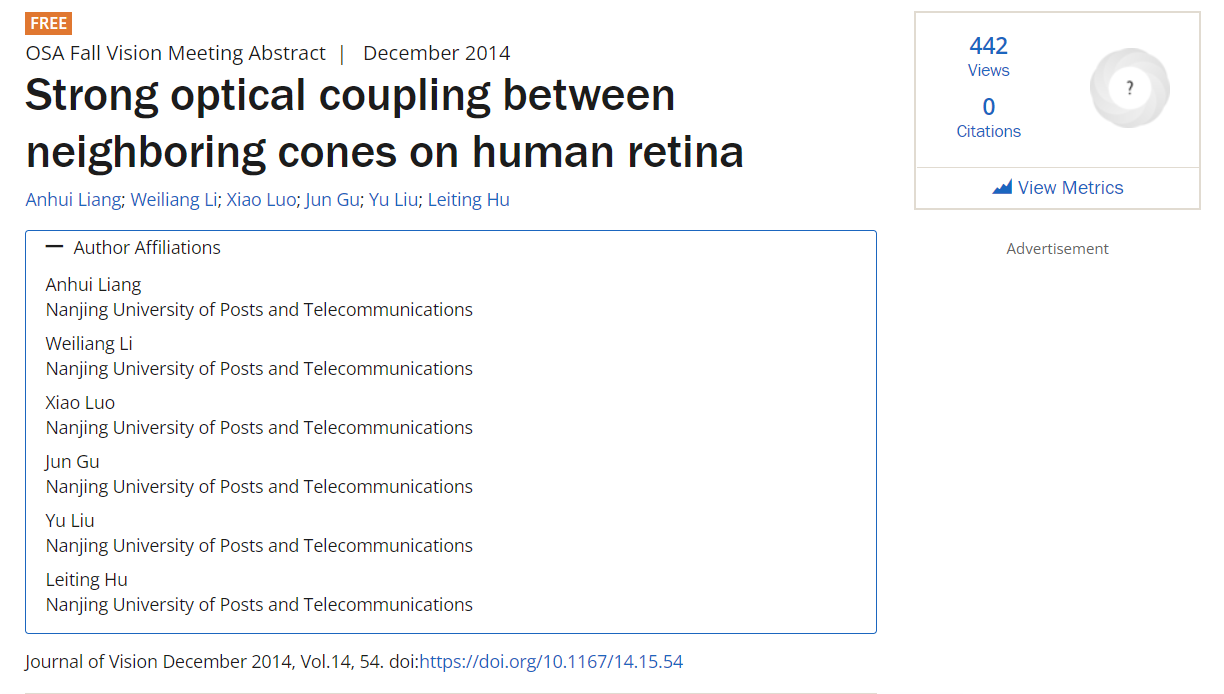 FREE
OSA Fall Vision Meeting Abstract | December 2014
Strong optical coupling between
neighboring cones on human retina
Anhui Liang; Weiliang Li; Xiao Luo; Jun Gu; Yu Liu; Leiting Hu
— Author Affiliations
Anhui Liang
Nanjing University of Posts and Telecommunications
Weiliang Li
Nanjing University of Posts and Telecommunications
Xiao Luo
Nanjing University of Posts and Telecommunications
Jun Gu
Nanjing University of Posts and Telecommunications
Yu Liu
Nanjing University of Posts and Telecommunications
Leiting Hu
Nanjing University of Posts and Telecommunications
Journal of Vision December 2014, Vol.14, 54. doi:https://doi.org/10.1167/14.15.54
442
Views
0
Citations
?
View Metrics
Advertisement